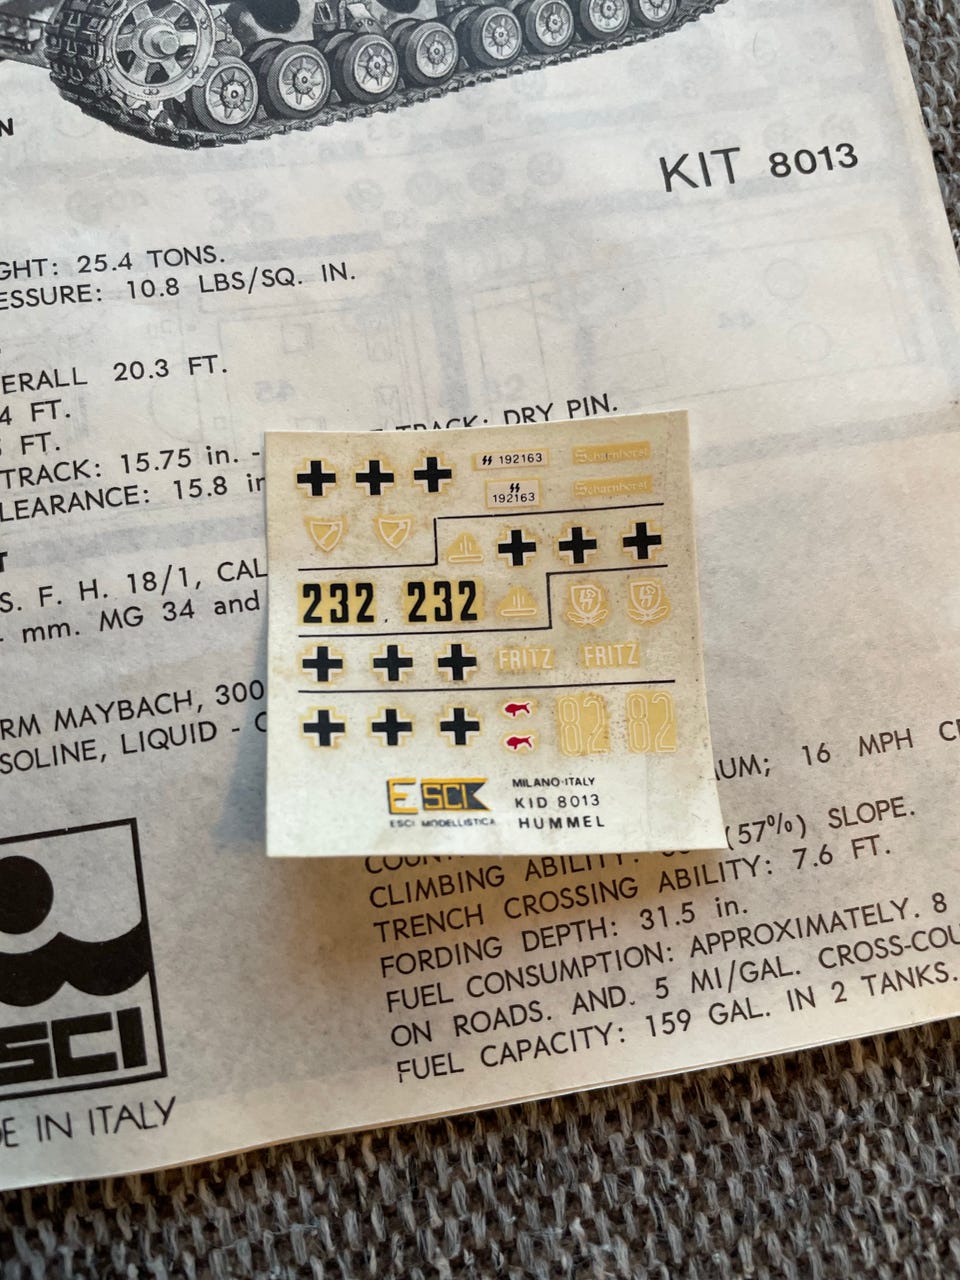 N
KIT 8013
GHT: 25.4 TONS.
ESSURE: 10.8 LBS/SQ. IN.
ERALL 20.3 FT.
4 FT.
FT.
TRACK: DRY PIN.
TRACK: 15.75 in. -
LEARANCE: 15.8 in
T
S. F. H. 18/1, CAL
mm. MG 34 and
RM MAYBACH, 300
SOLINE, LIQUID - C
ᛋᛋ 192163
Scharnhorst
ᛋᛋ
192163
Scharnhorst
232 232
FRITZ FRITZ
82 82
ESCI
ESCI MODELLISTICA
MILANO-ITALY
KID 8013
HUMMEL
UM; 16 MPH C
(57%) SLOPE.
CLIMBING ABILITY:
TRENCH CROSSING ABILITY: 7.6 FT.
FORDING DEPTH: 31.5 in.
FUEL CONSUMPTION: APPROXIMATELY. 8
ON ROADS. AND. 5 MI/GAL. CROSS-COU
FUEL CAPACITY: 159 GAL. IN 2 TANKS.
SCI
E IN ITALY